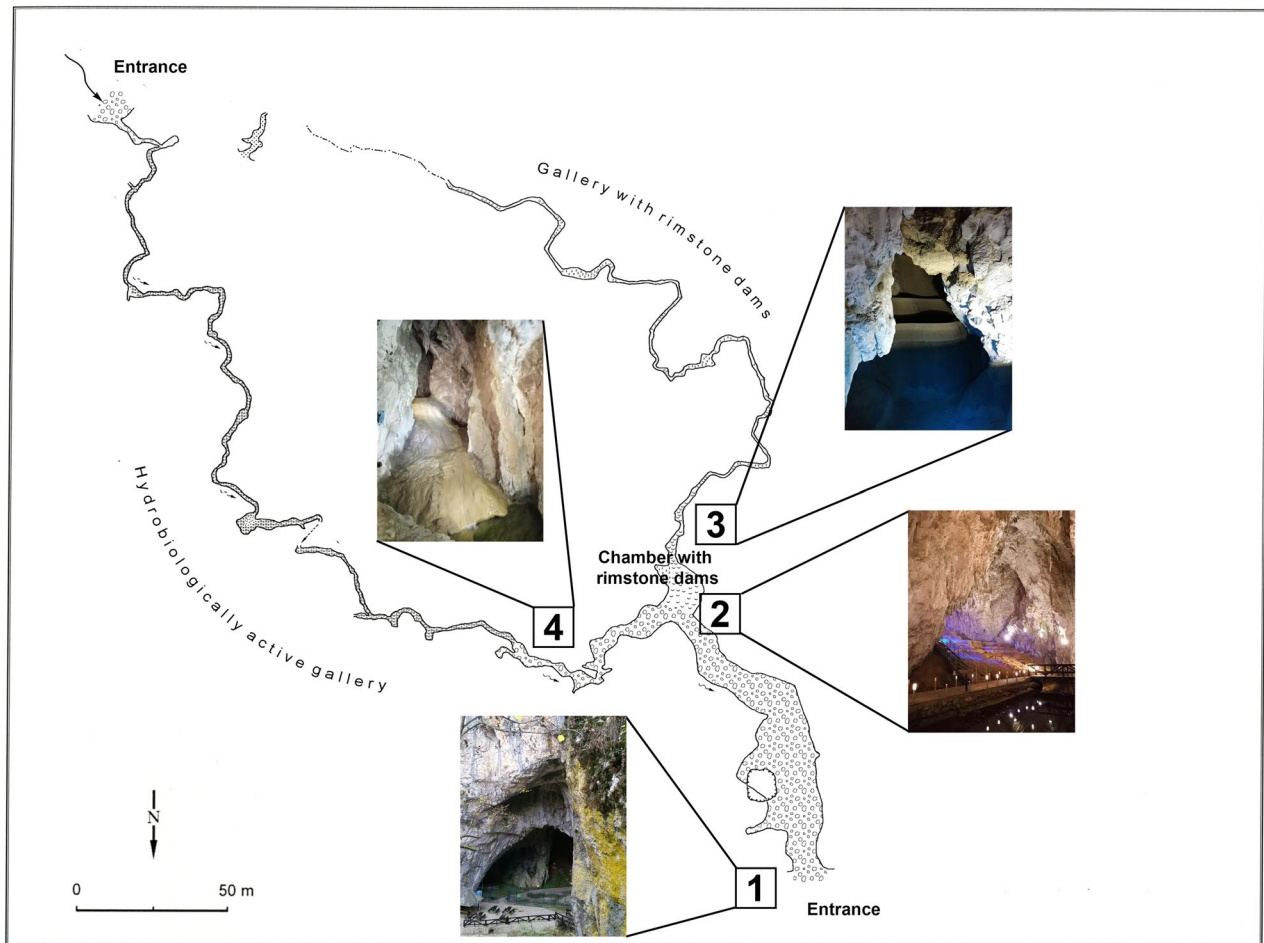 Entrance
Gallery with rimstone dams
3
Chamber with
rimstone dams
2
4
Hydrobiologically active gallery
N
0 50 m
1
Entrance